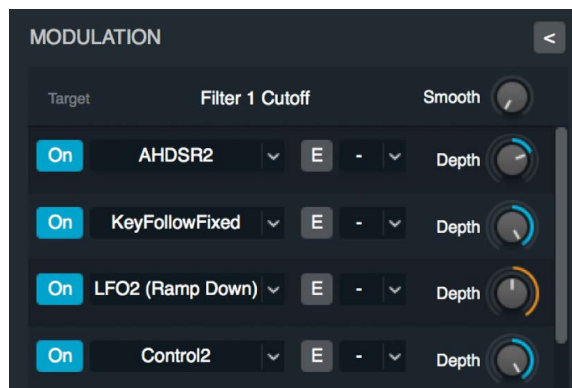 MODULATION <
Target Filter 1 Cutoff Smooth
On AHDSR2 E - Depth
On KeyFollowFixed E - Depth
On LFO2 (Ramp Down) E - Depth
On Control2 E - Depth